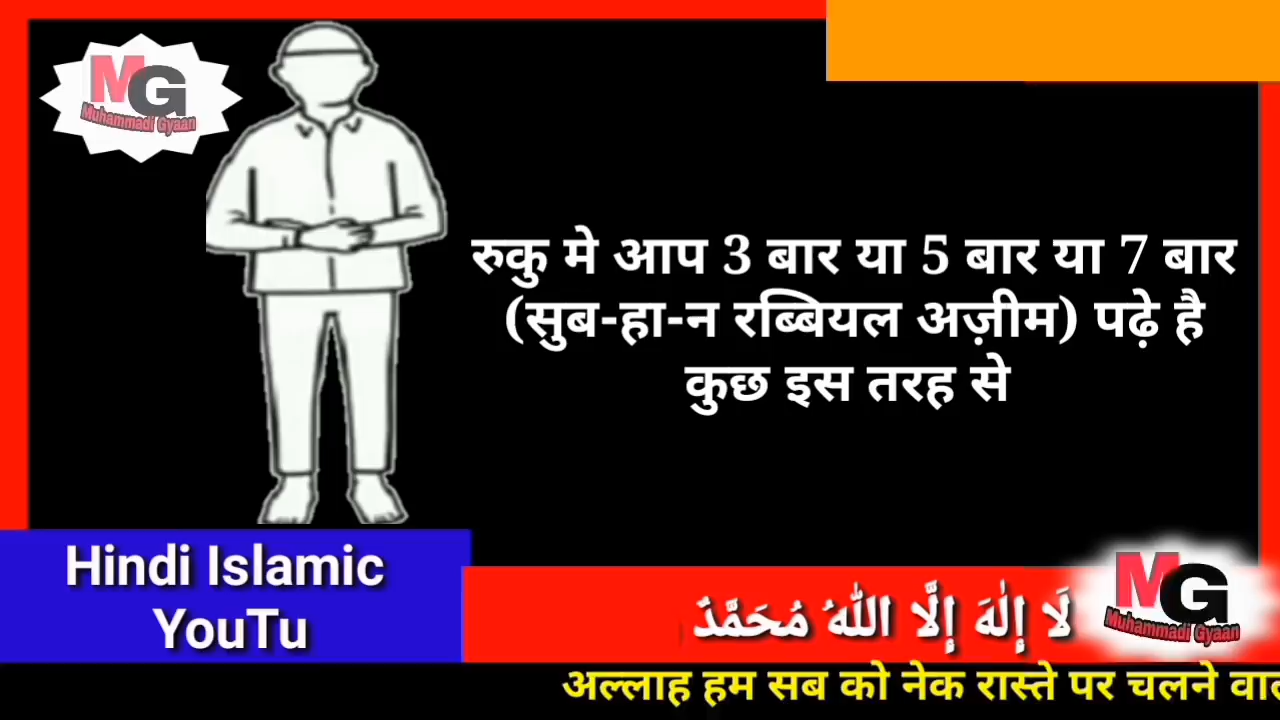 MG
Muhammadi Gyaan
रुकु मे आप 3 बार या 5 बार या 7 बार
(सुब-हा-न रब्बियल अज़ीम) पढ़े है
कुछ इस तरह से
Hindi Islamic
YouTu
لَا إِلٰهَ إِلَّا اللّٰهُ مُحَمَّدٌ
MG
Muhammadi Gyaan
अल्लाह हम सब को नेक रास्ते पर चलने